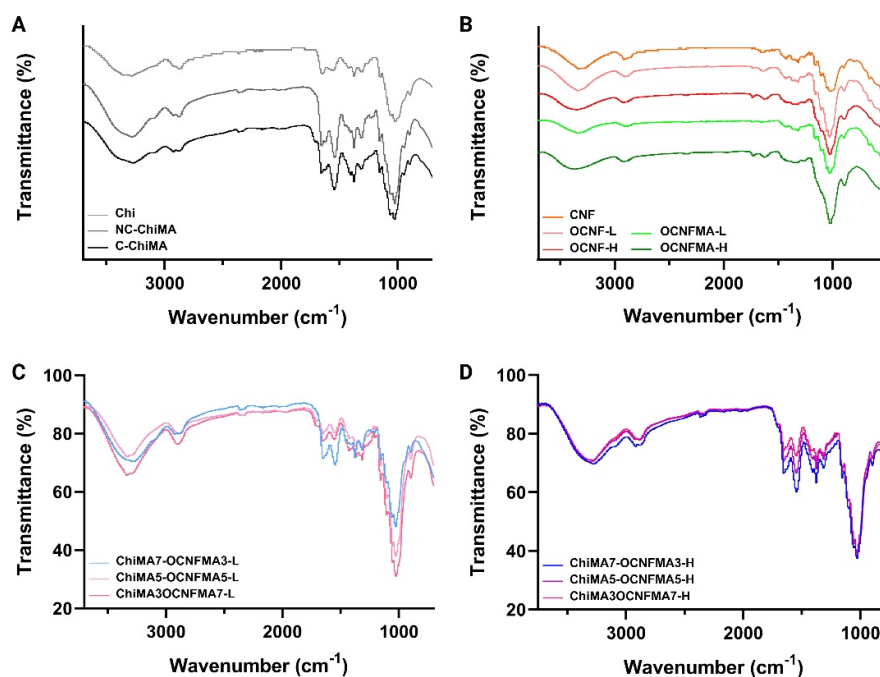 A
Transmittance (%)
Chi
NC-ChiMA
C-ChiMA
3000 2000 1000
Wavenumber (cm⁻¹)
B
Transmittance (%)
CNF
OCNF-L OCNFMA-L
OCNF-H OCNFMA-H
3000 2000 1000
Wavenumber (cm⁻¹)
C
Transmittance (%)
100
80
60
40
20
ChiMA7-OCNFMA3-L
ChiMA5-OCNFMA5-L
ChiMA3OCNFMA7-L
3000 2000 1000
Wavenumber (cm⁻¹)
D
Transmittance (%)
100
80
60
40
20
ChiMA7-OCNFMA3-H
ChiMA5-OCNFMA5-H
ChiMA3OCNFMA7-H
3000 2000 1000
Wavenumber (cm⁻¹)